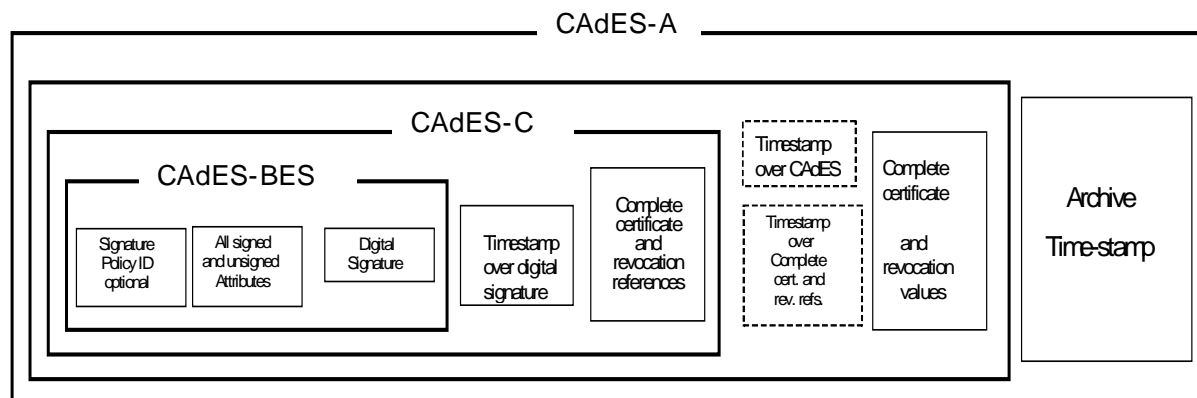 CAdES-A
CAdES-C
CAdES-BES
Signature
Policy ID
optional
All signed
and unsigned
Attributes
Digital
Signature
Timestamp
over digital
signature
Complete
certificate
and
revocation
references
Timestamp
over CAdES
Timestamp
over
Complete
cert. and
rev. refs.
Complete
certificate
and
revocation
values
Archive
Time-stamp